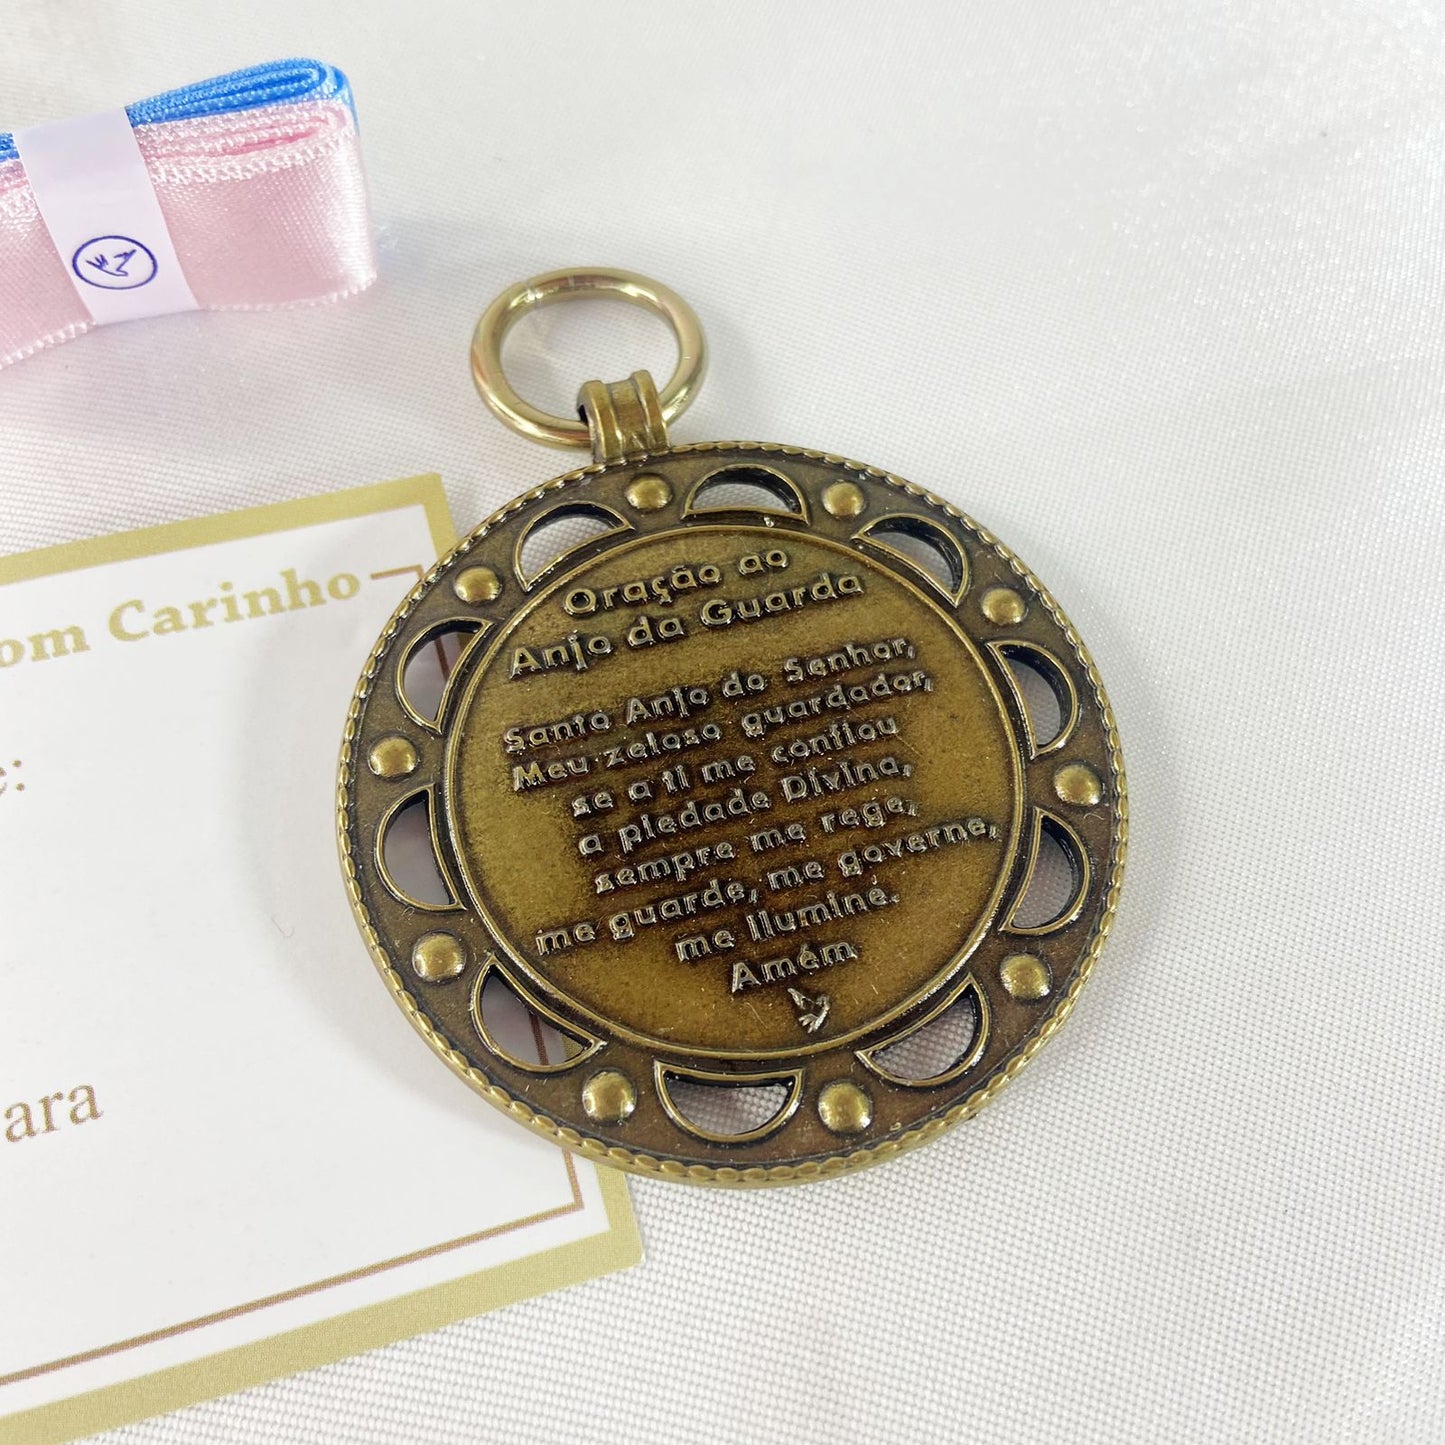 om Carinho
e:
ara
Oração ao
Anjo da Guarda
Santo Anjo do Senhor,
Meu zeloso guardador,
se a ti me confiou
a piedade Divina,
sempre me rege,
me guarde, me governe,
me Iluminé.
Amém